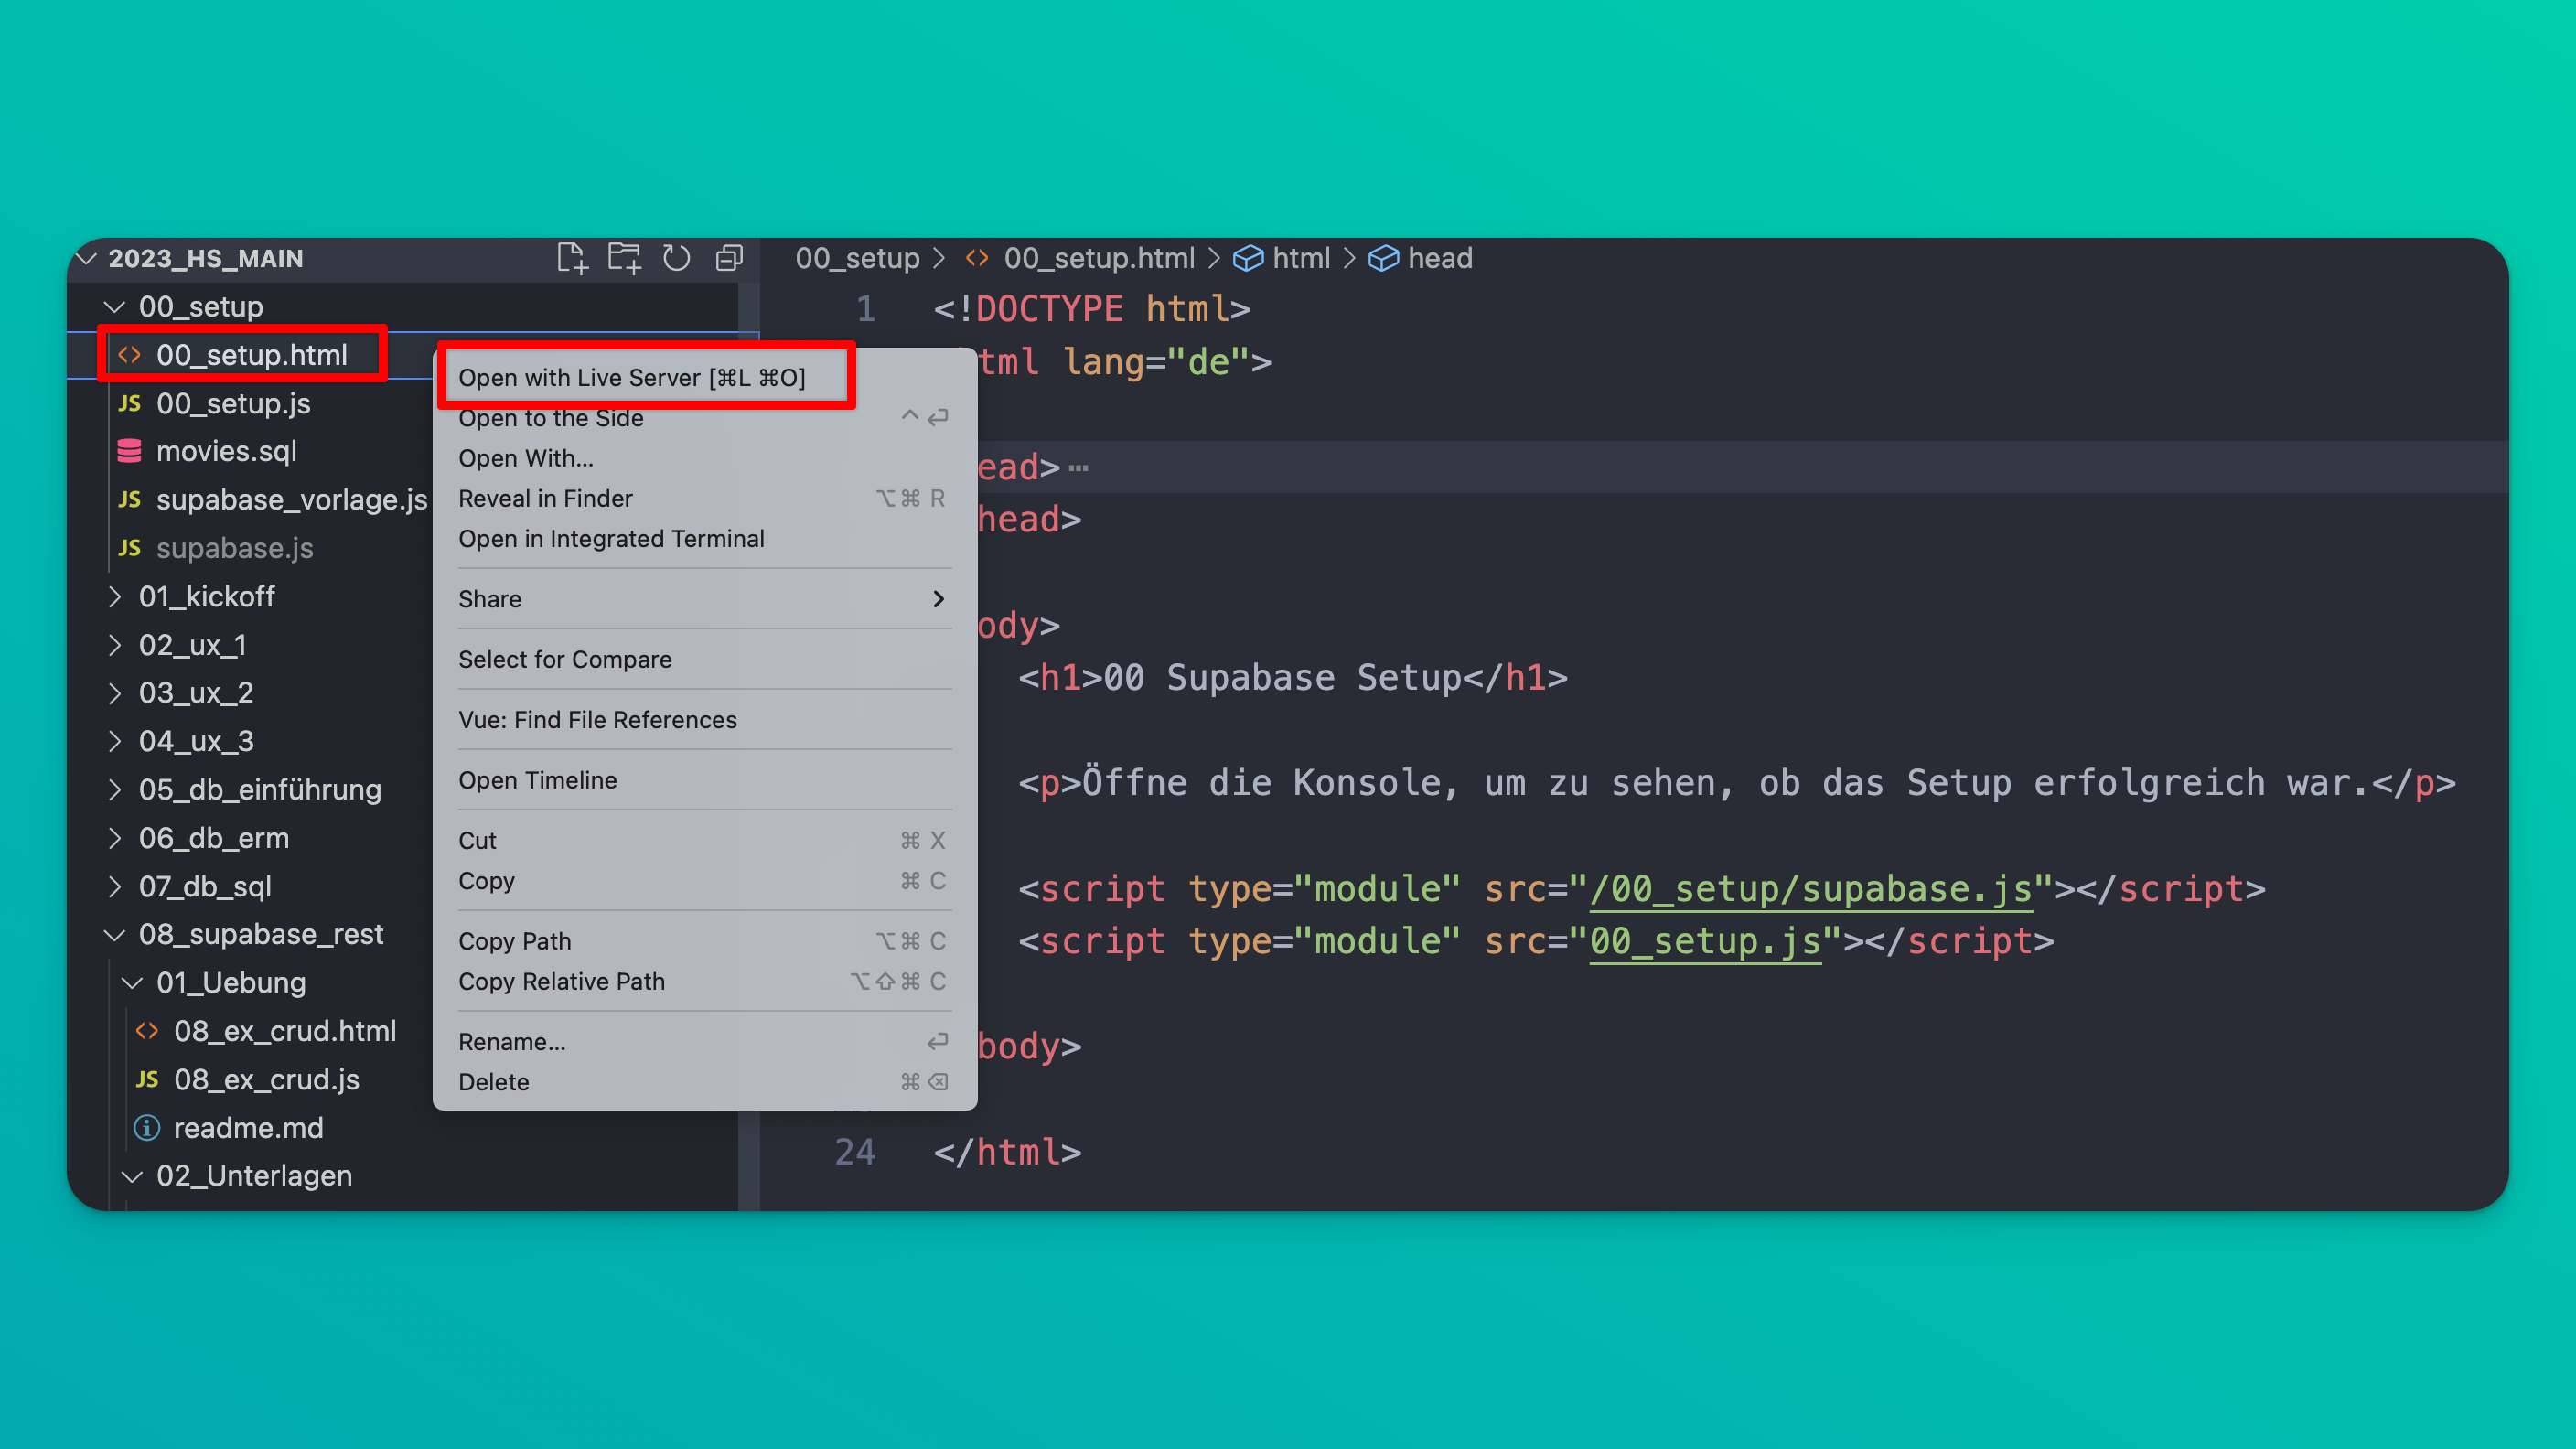 2023_HS_MAIN
00_setup
00_setup.html
JS 00_setup.js
movies.sql
JS supabase_vorlage.js
JS supabase.js
01_kickoff
02_ux_1
03_ux_2
04_ux_3
05_db_einführung
06_db_erm
07_db_sql
08_supabase_rest
01_Uebung
08_ex_crud.html
JS 08_ex_crud.js
readme.md
02_Unterlagen
Open with Live Server [⌘L ⌘O]
Open to the Side ⌃⏎
Open With...
Reveal in Finder ⌥⌘ R
Open in Integrated Terminal
Share
Select for Compare
Vue: Find File References
Open Timeline
Cut ⌘ X
Copy ⌘ C
Copy Path ⌥⌘ C
Copy Relative Path ⌥⇧⌘ C
Rename... ⏎
Delete ⌘⌫
00_setup > <> 00_setup.html > html > head
1 <!DOCTYPE html>
tml lang="de">
ead> ⋯
head>
ody>
<h1>00 Supabase Setup</h1>
<p>Öffne die Konsole, um zu sehen, ob das Setup erfolgreich war.</p>
<script type="module" src="/00_setup/supabase.js"></script>
<script type="module" src="00_setup.js"></script>
body>
24 </html>